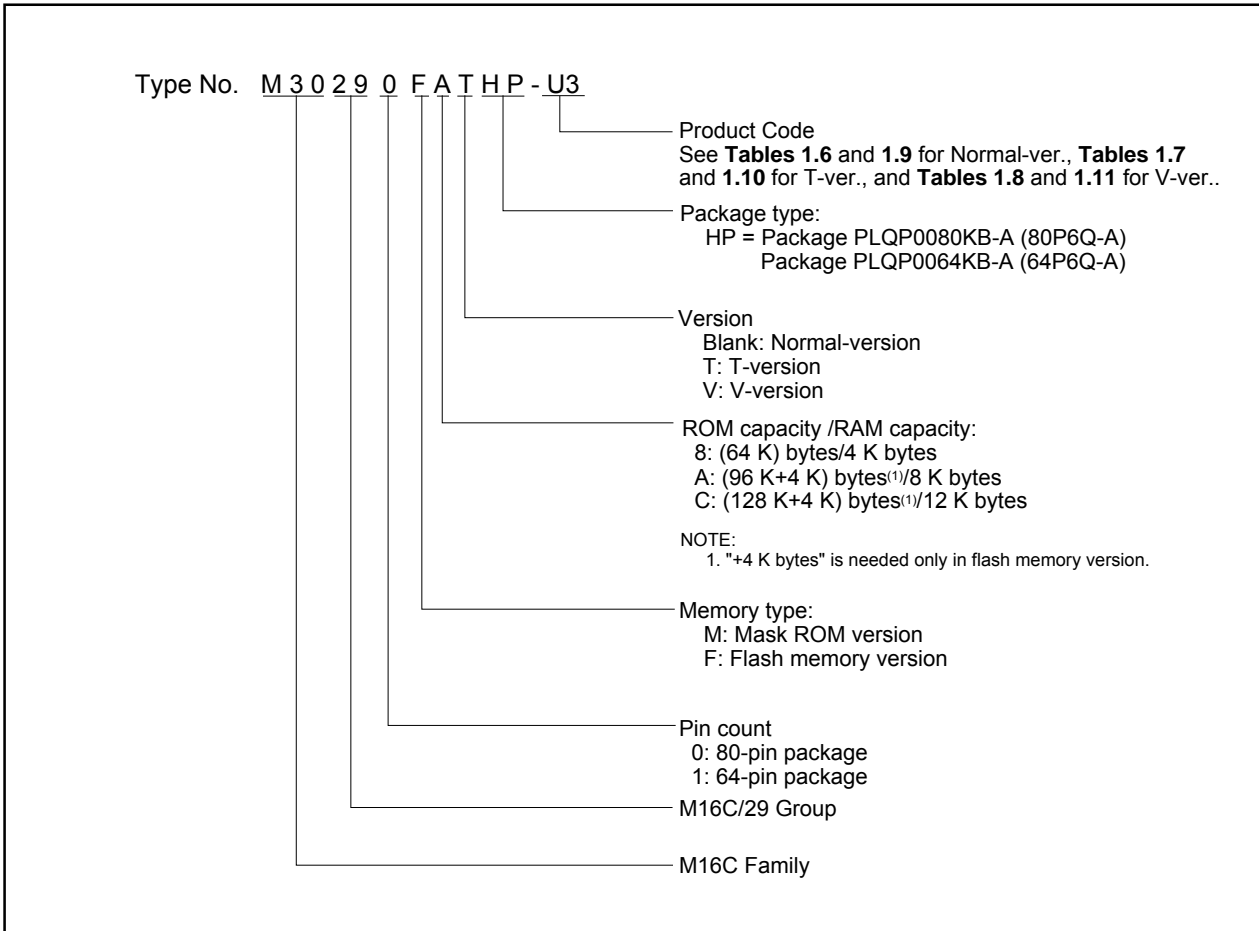 Type No. M 3 0 2 9 0 F A T H P - U3
Product Code
See Tables 1.6 and 1.9 for Normal-ver., Tables 1.7
and 1.10 for T-ver., and Tables 1.8 and 1.11 for V-ver..
Package type:
HP = Package PLQP0080KB-A (80P6Q-A)
Package PLQP0064KB-A (64P6Q-A)
Version
Blank: Normal-version
T: T-version
V: V-version
ROM capacity /RAM capacity:
8: (64 K) bytes/4 K bytes
A: (96 K+4 K) bytes(1)/8 K bytes
C: (128 K+4 K) bytes(1)/12 K bytes
NOTE:
1. "+4 K bytes" is needed only in flash memory version.
Memory type:
M: Mask ROM version
F: Flash memory version
Pin count
0: 80-pin package
1: 64-pin package
M16C/29 Group
M16C Family